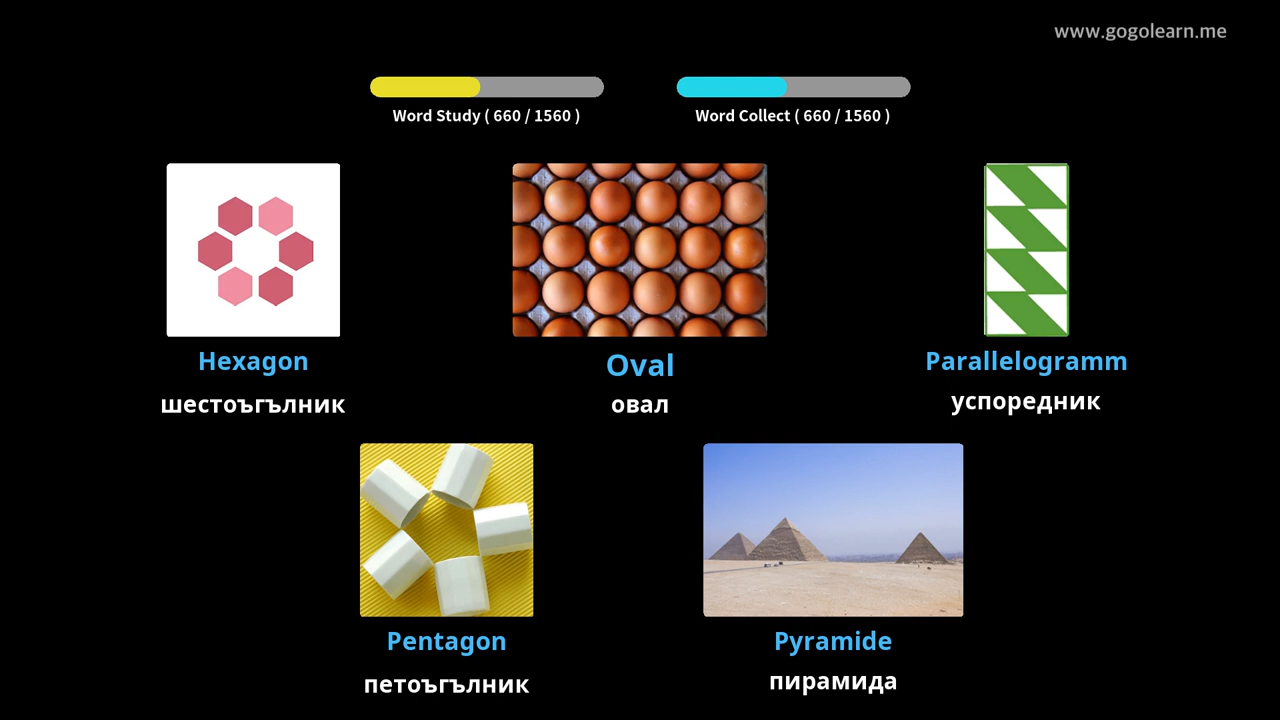 www.gogolearn.me
Word Study ( 660 / 1560 )
Word Collect ( 660 / 1560 )
Hexagon
шестоъгълник
Oval
овал
Parallelogramm
успоредник
Pentagon
петоъгълник
Pyramide
пирамида